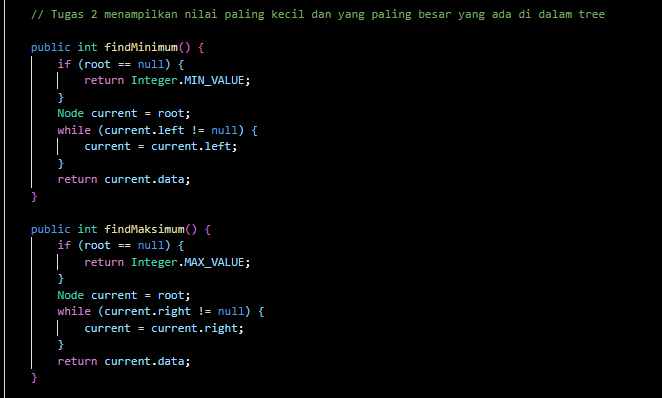 // Tugas 2 menampilkan nilai paling kecil dan yang paling besar yang ada di dalam tree

public int findMinimum() {
    if (root == null) {
        return Integer.MIN_VALUE;
    }
    Node current = root;
    while (current.left != null) {
        current = current.left;
    }
    return current.data;
}

public int findMaksimum() {
    if (root == null) {
        return Integer.MAX_VALUE;
    }
    Node current = root;
    while (current.right != null) {
        current = current.right;
    }
    return current.data;
}